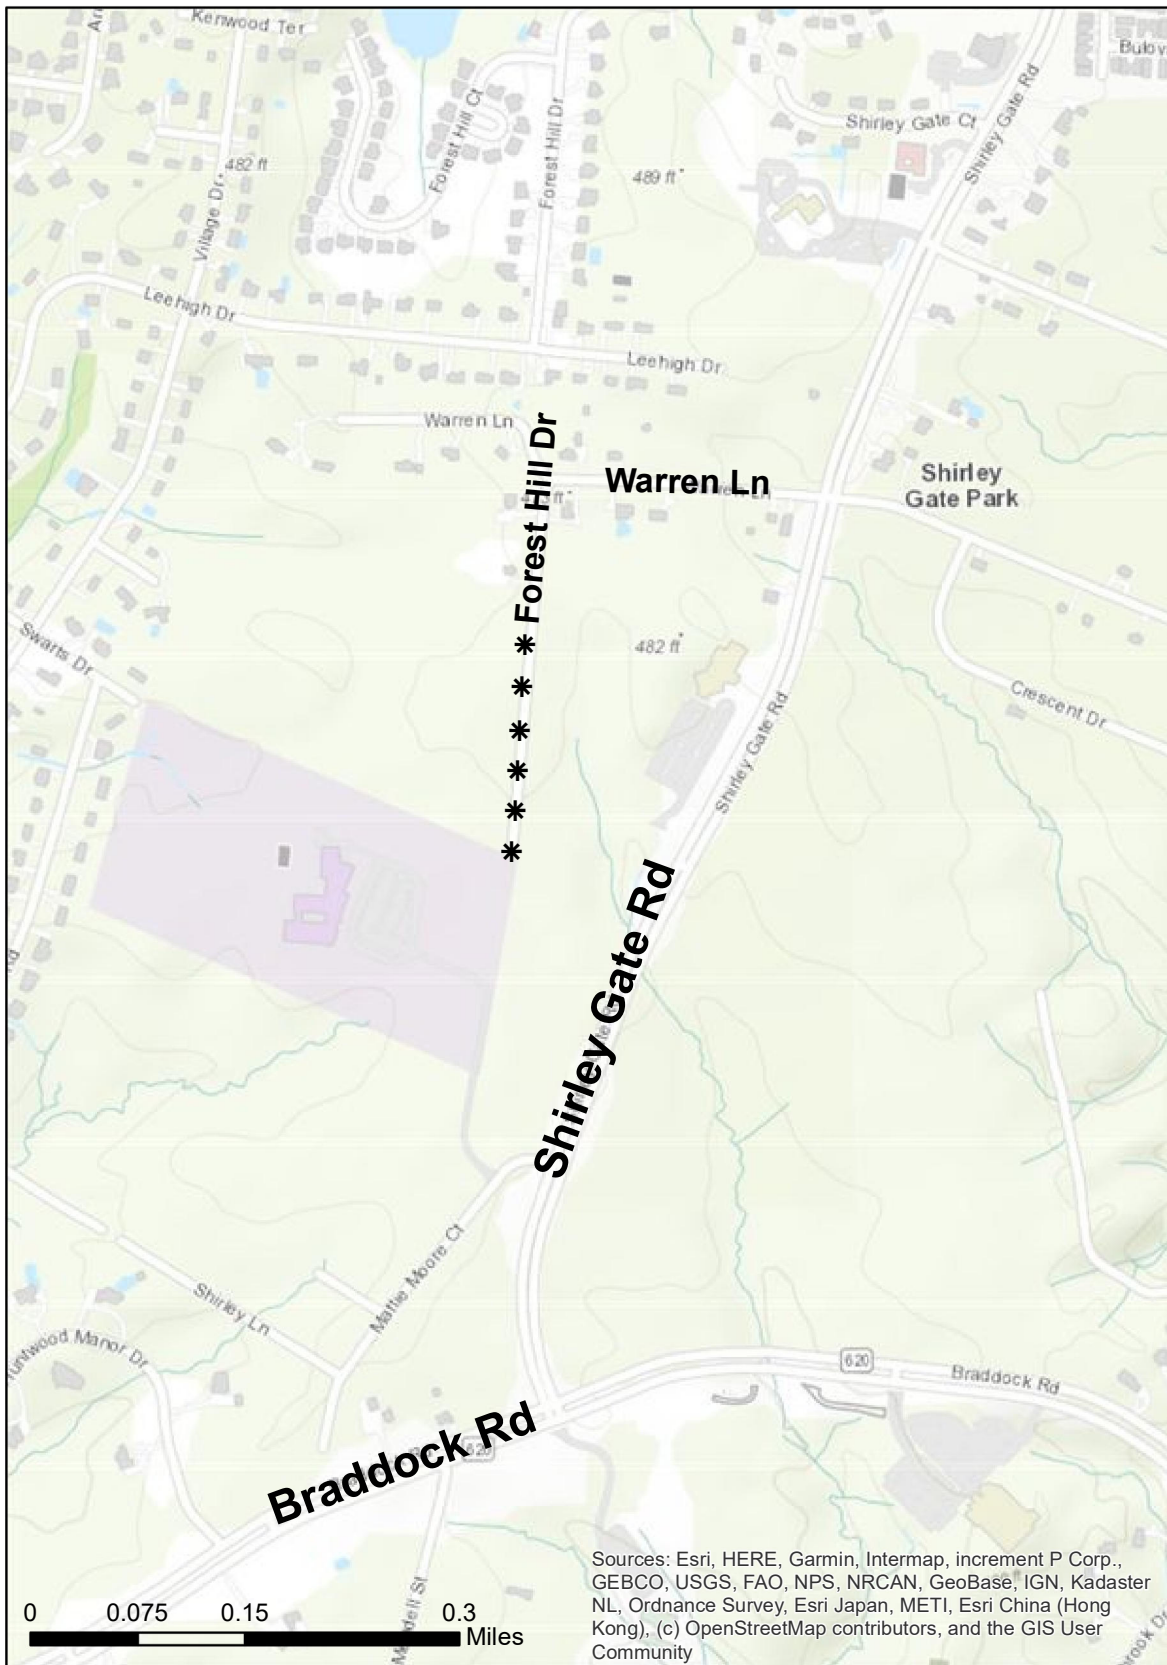 Kenwood Ter
Forest Hill Ct
Forest Hill Dr
Shirley Gate Ct
Shirley Gate Rd
482 ft
489 ft
Village Dr
Leehigh Dr
Leehigh Dr
Warren Ln
Forest Hill Dr
Warren Ln
Shirley
Gate Park
Swarts Dr
482 ft
Crescent Dr
Shirley Gate Rd
Shirley Gate Rd
Mattie Moore Ct
Shirley Ln
620
Braddock Rd
Braddock Rd
620
0 0.075 0.15 0.3
Miles
Sources: Esri, HERE, Garmin, Intermap, increment P Corp.,
GEBCO, USGS, FAO, NPS, NRCAN, GeoBase, IGN, Kadaster
NL, Ordnance Survey, Esri Japan, METI, Esri China (Hong
Kong), (c) OpenStreetMap contributors, and the GIS User
Community